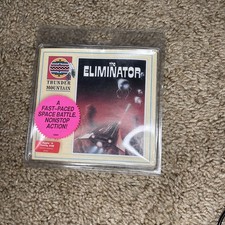 THUNDER
MOUNTAIN
the
ELIMINATOR
A
FAST-PACED
SPACE BATTLE.
NONSTOP
ACTION!